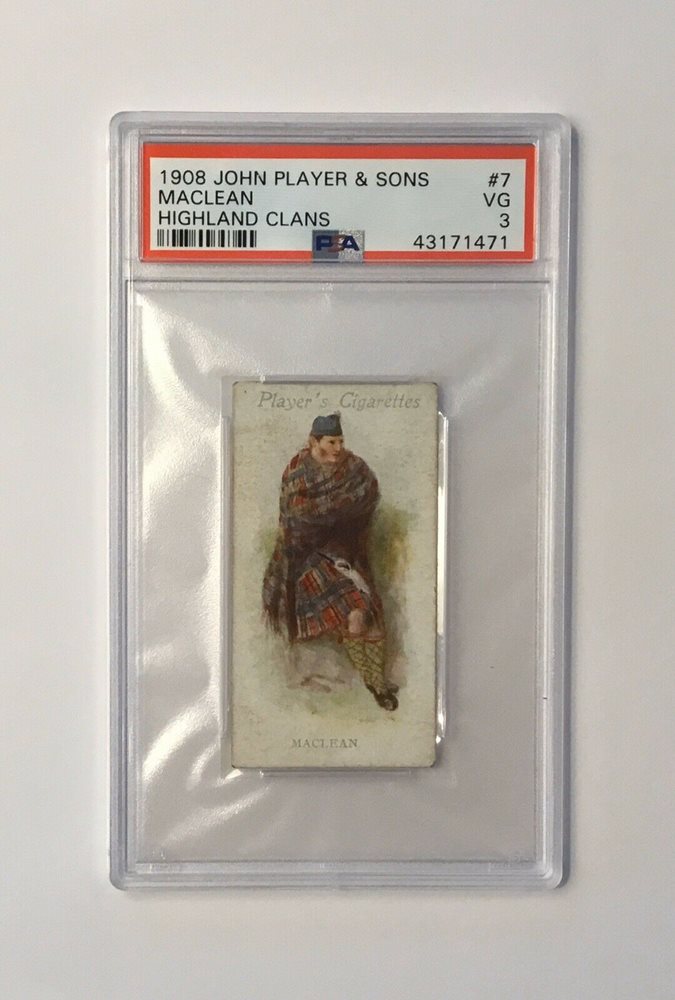 1908 JOHN PLAYER & SONS #7
MACLEAN VG
HIGHLAND CLANS 3
PSA 43171471
Player's Cigarettes
MACLEAN